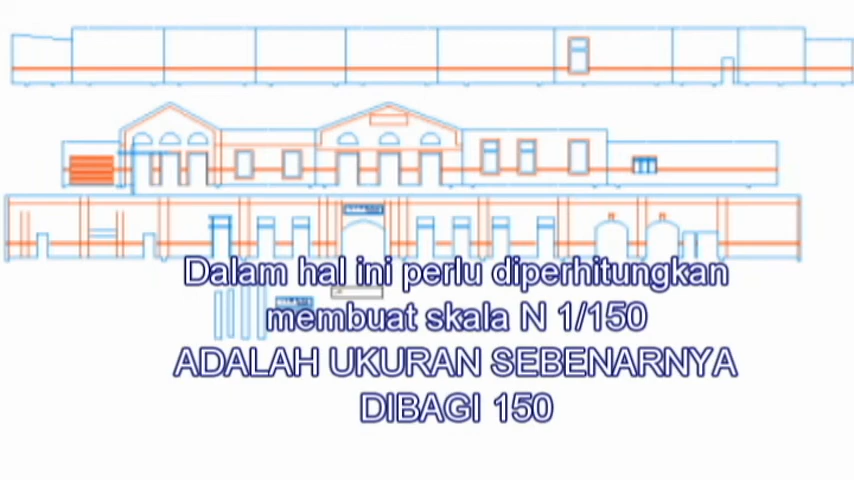 Dalam hal ini perlu diperhitungkan
membuat skala N 1/150
ADALAH UKURAN SEBENARNYA
DIBAGI 150